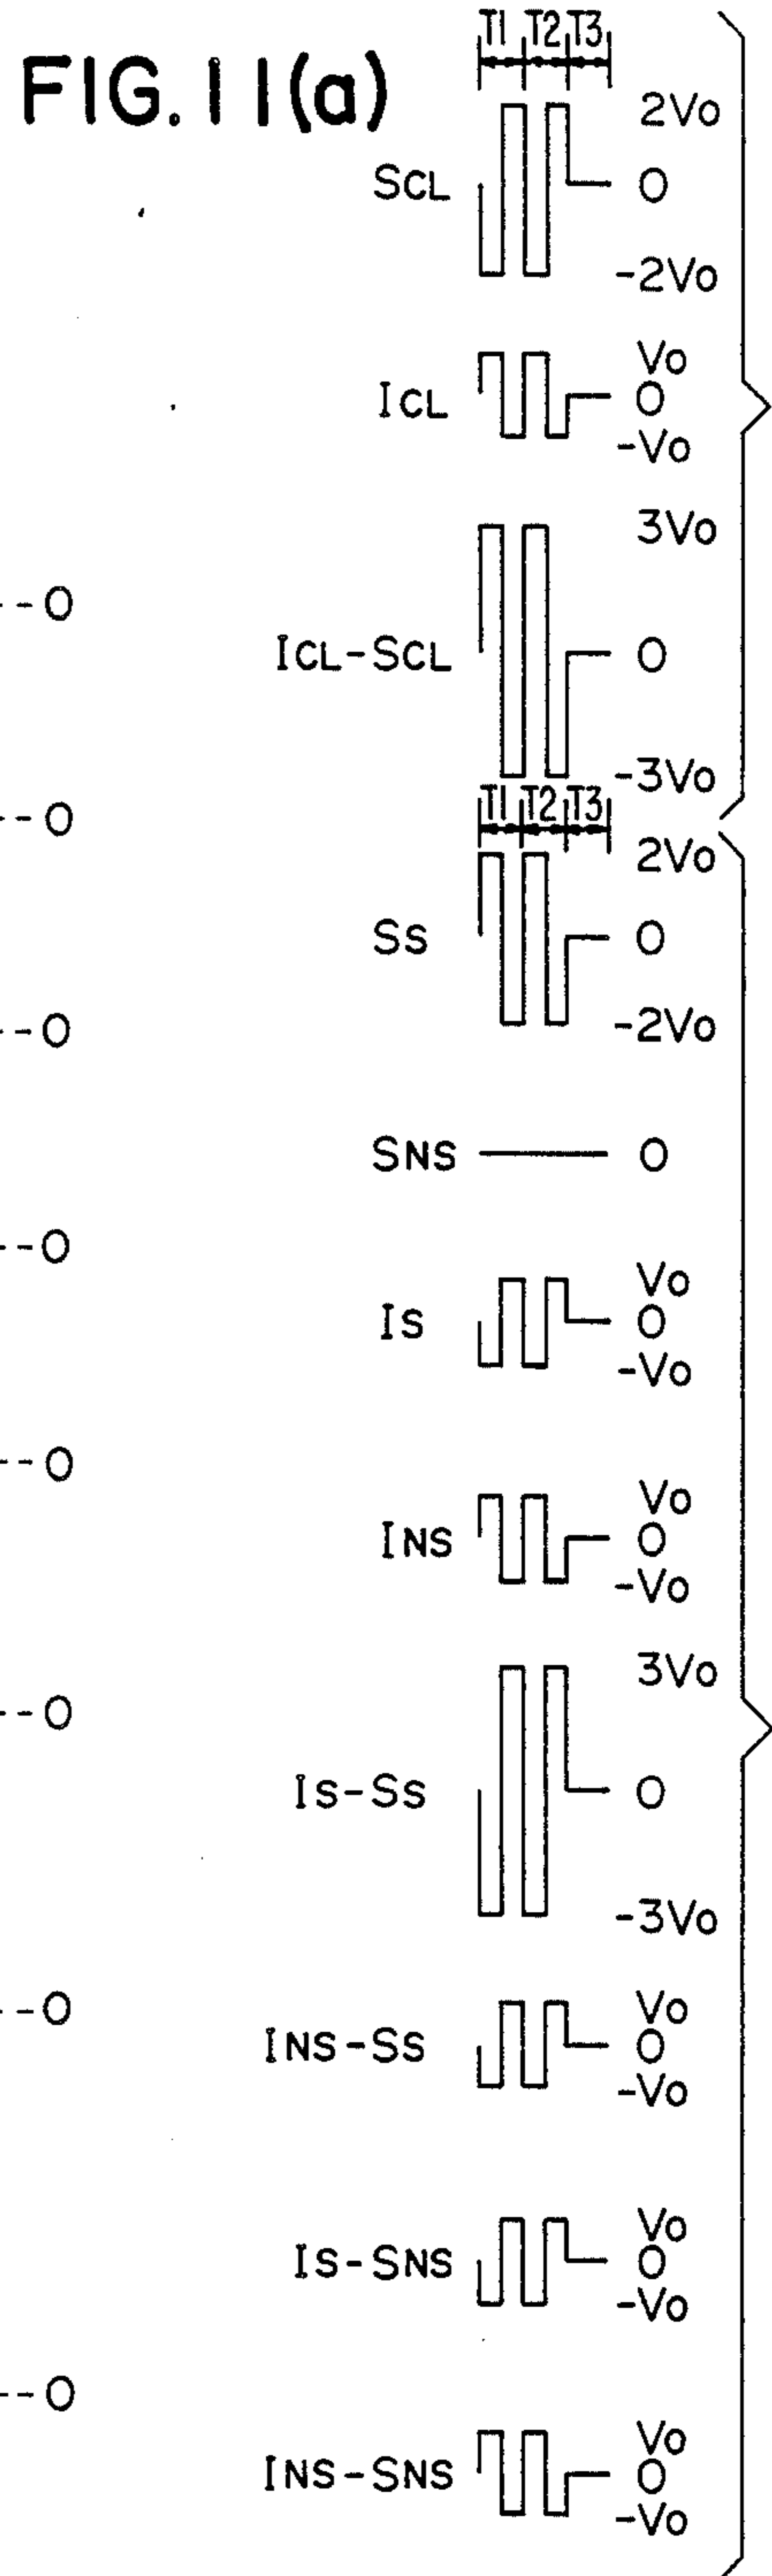 FIG. 11(a)
T1 T2 T3
2Vo
SCL 0
-2Vo
Vo
ICL 0
-Vo
3Vo
--0
ICL-SCL 0
-3Vo
T1 T2 T3
--0
2Vo
SS 0
-2Vo
--0
SNS 0
--0
Vo
IS 0
-Vo
--0
Vo
INS 0
-Vo
3Vo
--0
IS-SS 0
-3Vo
--0
Vo
INS-SS 0
-Vo
Vo
IS-SNS 0
-Vo
--0
Vo
INS-SNS 0
-Vo